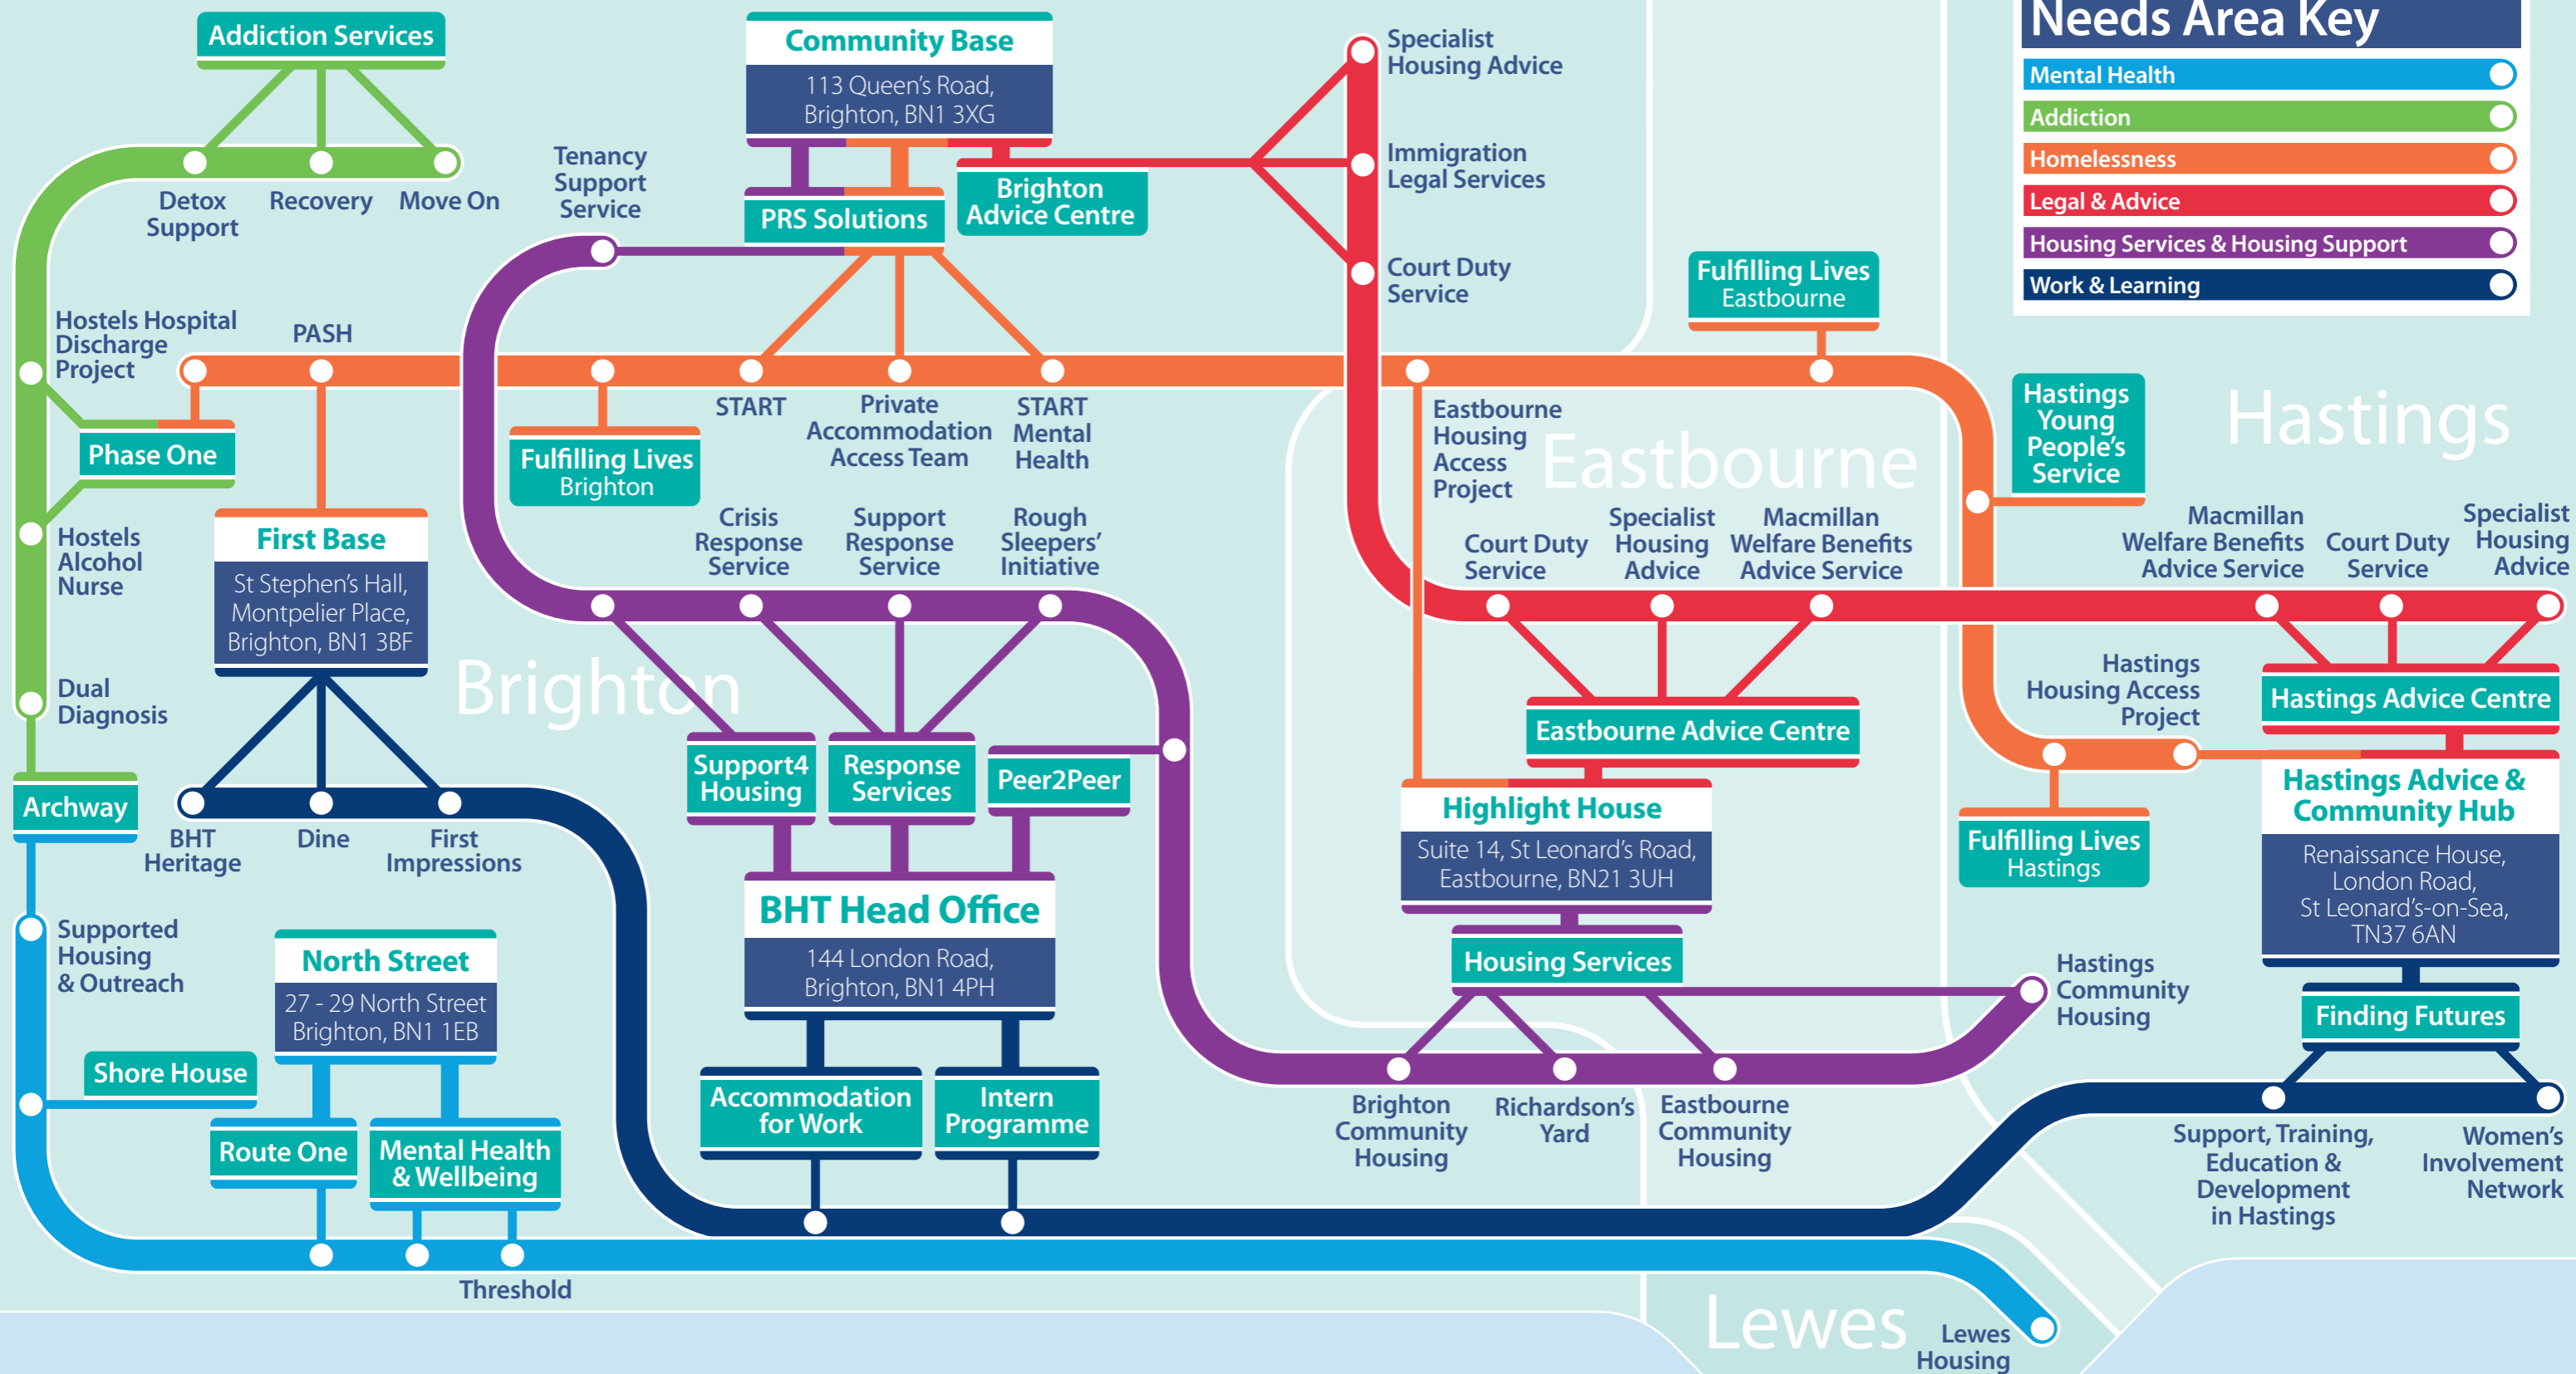 Addiction Services
Detox
Support
Recovery
Move On
Community Base
113 Queen's Road,
Brighton, BN1 3XG
PRS Solutions
Brighton
Advice Centre
Tenancy
Support
Service
Specialist
Housing Advice
Immigration
Legal Services
Court Duty
Service
Needs Area Key
Mental Health
Addiction
Homelessness
Legal & Advice
Housing Services & Housing Support
Work & Learning
Fulfilling Lives
Eastbourne
Hostels Hospital
Discharge
Project
PASH
Phase One
Hostels
Alcohol
Nurse
Dual
Diagnosis
Archway
First Base
St Stephen's Hall,
Montpelier Place,
Brighton, BN1 3BF
Fulfilling Lives
Brighton
START
Private
Accommodation
Access Team
START
Mental
Health
Crisis
Response
Service
Support
Response
Service
Rough
Sleepers'
Initiative
Brighton
Support4
Housing
Response
Services
Peer2Peer
Eastbourne
Housing
Access
Project
Eastbourne
Court Duty
Service
Specialist
Housing
Advice
Macmillan
Welfare Benefits
Advice Service
Hastings
Young
People's
Service
Hastings
Macmillan
Welfare Benefits
Advice Service
Court Duty
Service
Specialist
Housing
Advice
Hastings
Housing Access
Project
Hastings Advice Centre
Eastbourne Advice Centre
Highlight House
Suite 14, St Leonard's Road,
Eastbourne, BN21 3UH
Housing Services
Fulfilling Lives
Hastings
Hastings Advice &
Community Hub
Renaissance House,
London Road,
St Leonard's-on-Sea,
TN37 6AN
Finding Futures
BHT
Heritage
Dine
First
Impressions
BHT Head Office
144 London Road,
Brighton, BN1 4PH
Accommodation
for Work
Intern
Programme
Supported
Housing
& Outreach
North Street
27 - 29 North Street
Brighton, BN1 1EB
Shore House
Route One
Mental Health
& Wellbeing
Threshold
Brighton
Community
Housing
Richardson's
Yard
Eastbourne
Community
Housing
Hastings
Community
Housing
Support, Training,
Education &
Development
in Hastings
Women's
Involvement
Network
Lewes
Lewes
Housing